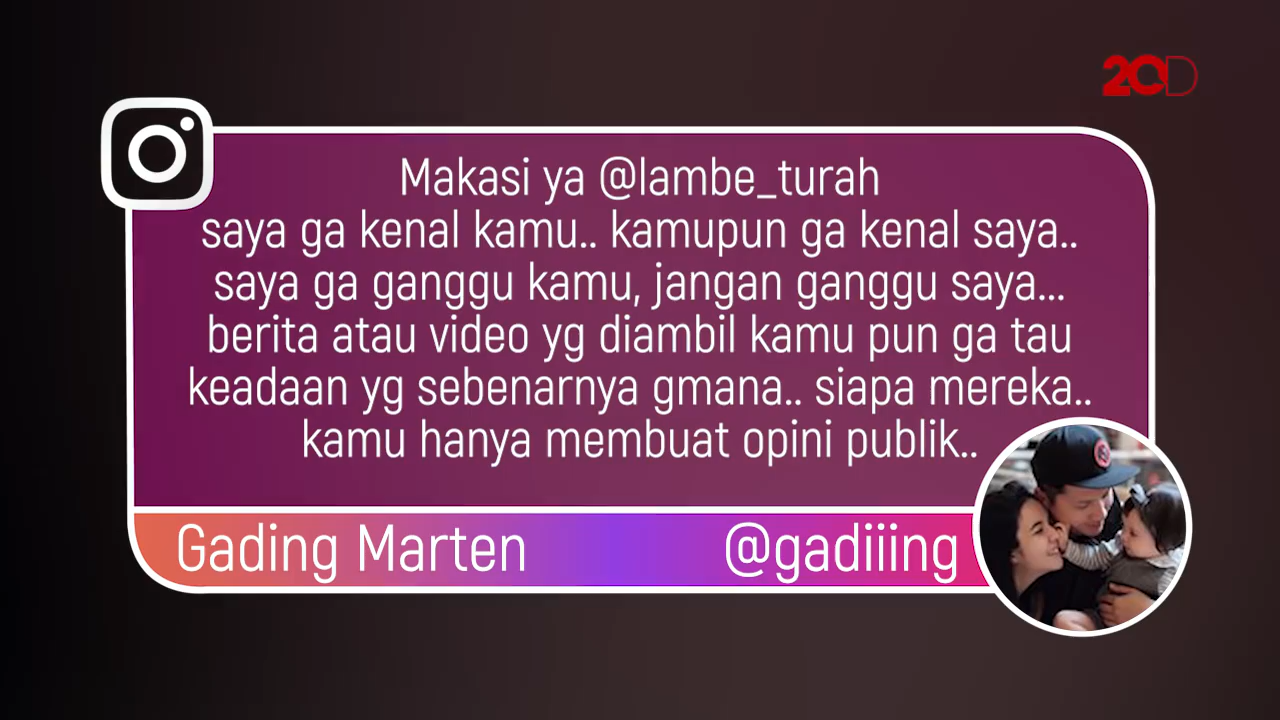 20D
Makasi ya @lambe_turah
saya ga kenal kamu.. kamupun ga kenal saya..
saya ga ganggu kamu, jangan ganggu saya...
berita atau video yg diambil kamu pun ga tau
keadaan yg sebenarnya gmana.. siapa mereka..
kamu hanya membuat opini publik..
Gading Marten @gadiiing